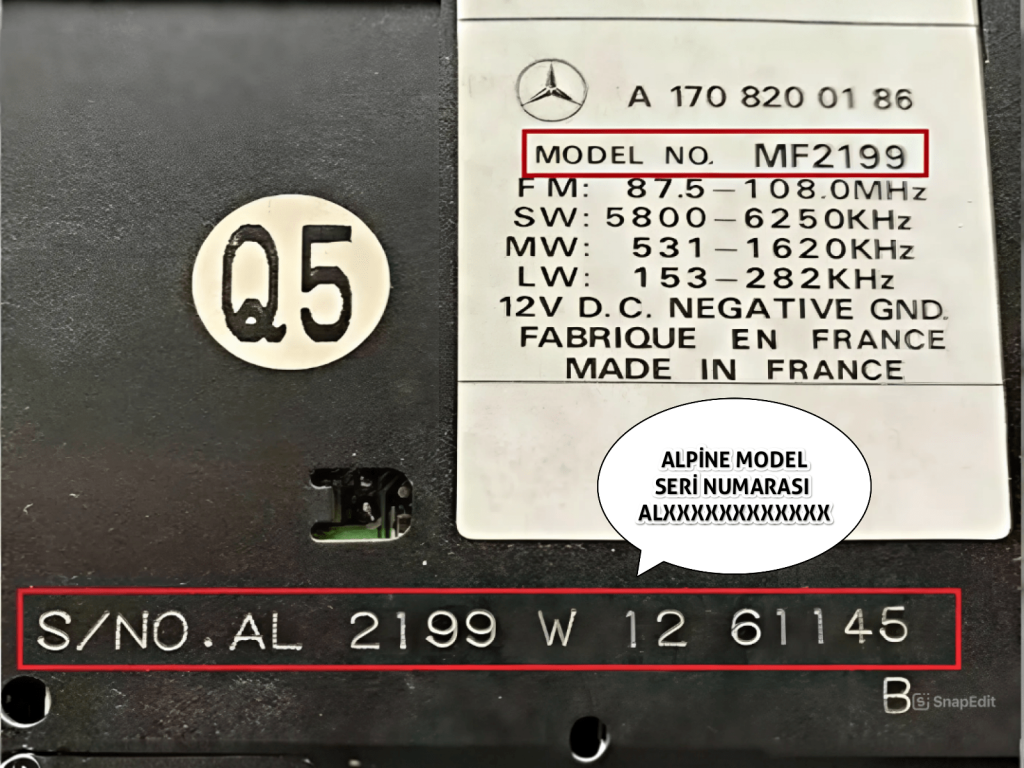 A 170 820 01 86
MODEL NO. MF2199
FM: 87.5-108.0MHz
SW: 5800-6250KHz
MW: 531-1620KHz
LW: 153-282KHz
12V D.C. NEGATIVE GND.
FABRIQUE EN FRANCE
MADE IN FRANCE
Q5
ALPİNE MODEL
SERİ NUMARASI
ALXXXXXXXXXXXX
S/NO.AL 2199 W 12 61145
B
SnapEdit